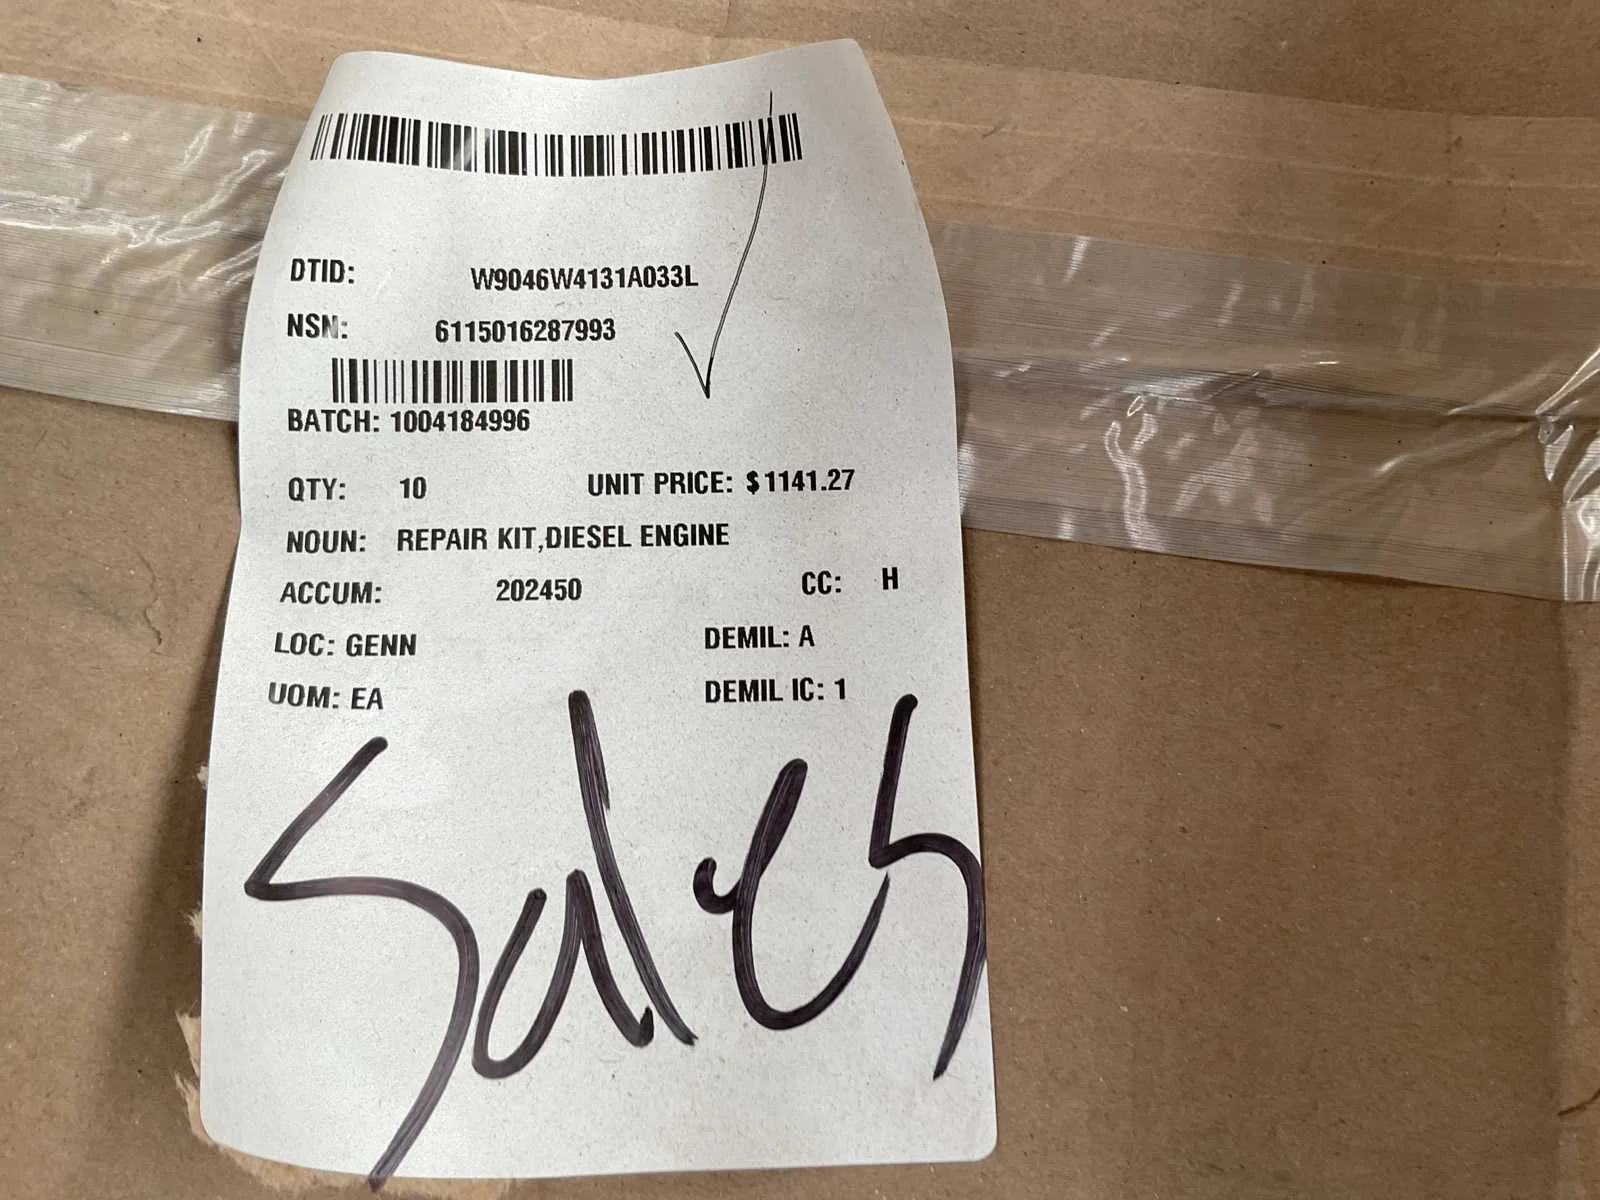 DTID: W9046W4131A033L
NSN: 6115016287993
BATCH: 1004184996
QTY: 10 UNIT PRICE: $1141.27
NOUN: REPAIR KIT,DIESEL ENGINE
ACCUM: 202450 CC: H
LOC: GENN DEMIL: A
UOM: EA DEMIL IC: 1
Sales